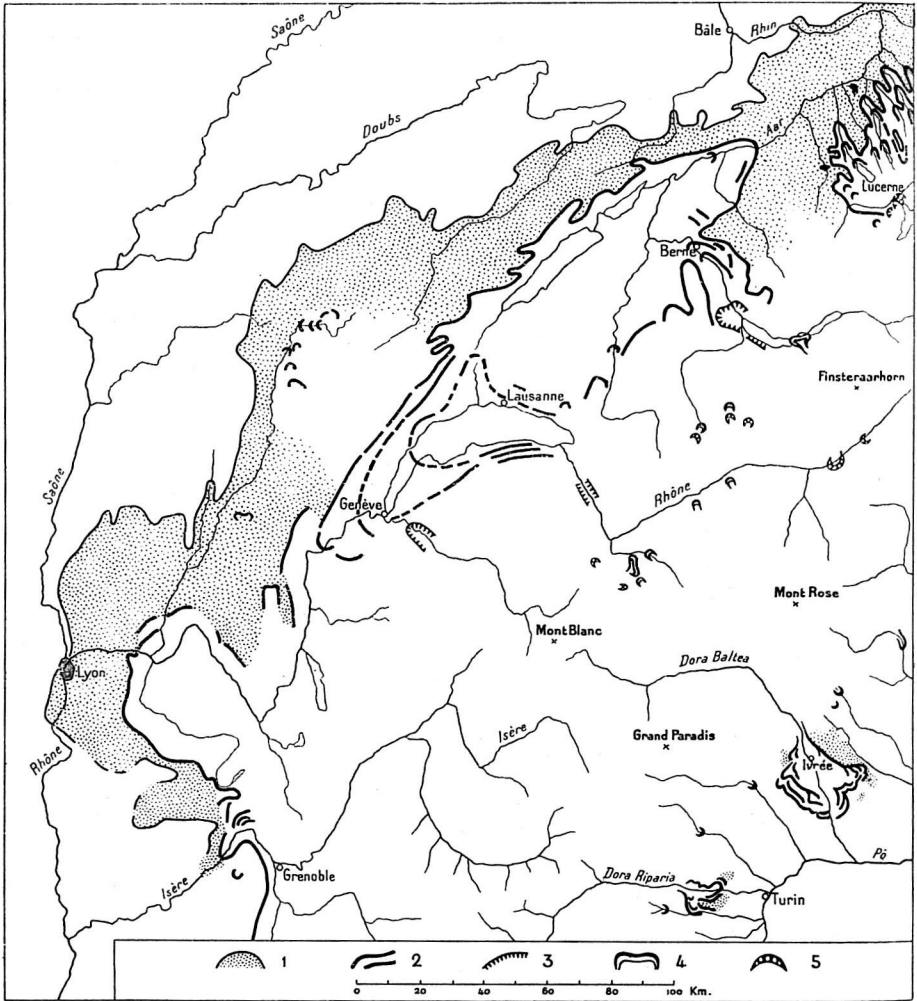 Saône
Bâle
Rhin
Doubs
Aar
Lucerne
Berne
Finsteraarhorn
Lausanne
Saône
Rhône
Genève
Mont Rose
Mont Blanc
Dora Baltea
Lyon
Isère
Grand Paradis
Rhône
Ivrée
Pô
Grenoble
Dora Riparia
Isère
Turin
1 2 3 4 5
0 20 40 60 80 100 Km.